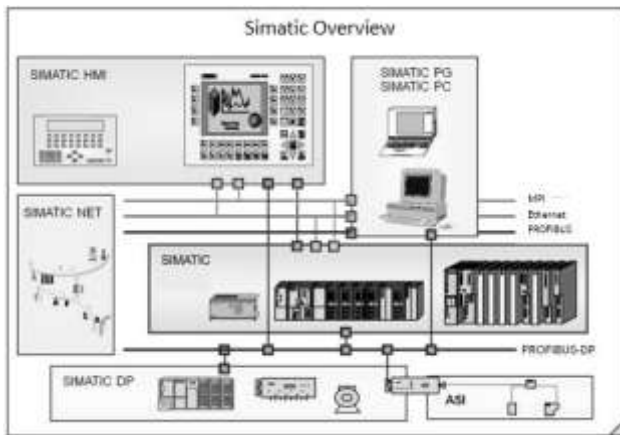 Simatic Overview
SIMATIC HMI
SIMATIC PG
SIMATIC PC
SIMATIC NET
MPI
Ethernet
PROFIBUS
SIMATIC
PROFIBUS-DP
SIMATIC DP
ASI